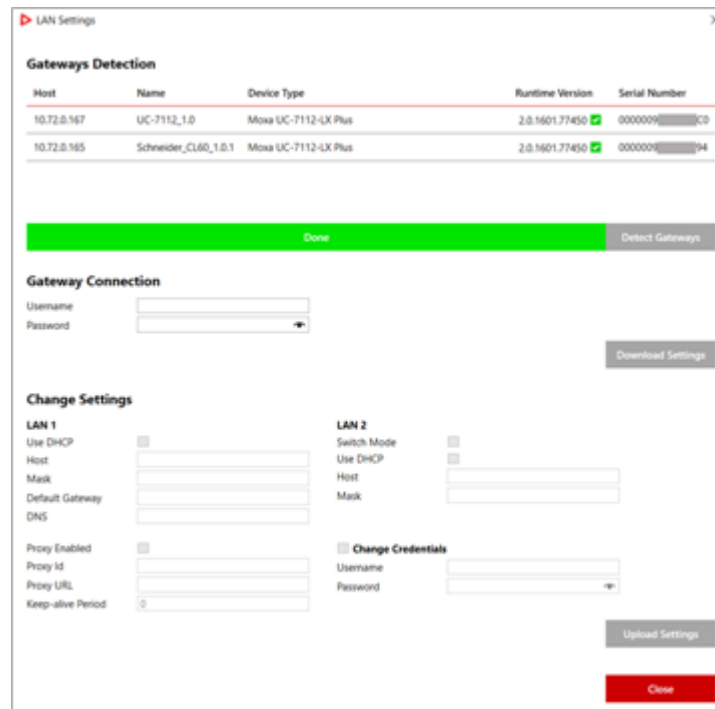 LAN Settings
Gateways Detection
Host Name Device Type Runtime Version Serial Number
10.72.0.167 UC-7112_1.0 Moxa UC-7112-LX Plus 2.0.1601.77450 0000009 C0
10.72.0.165 Schneider_CL60_1.0.1 Moxa UC-7112-LX Plus 2.0.1601.77450 0000009 94
Done Detect Gateways
Gateway Connection
Username
Password
Download Settings
Change Settings
LAN 1
Use DHCP
Host
Mask
Default Gateway
DNS
LAN 2
Switch Mode
Use DHCP
Host
Mask
Proxy Enabled
Proxy Id
Proxy URL
Keep-alive Period 0
Change Credentials
Username
Password
Upload Settings
Close